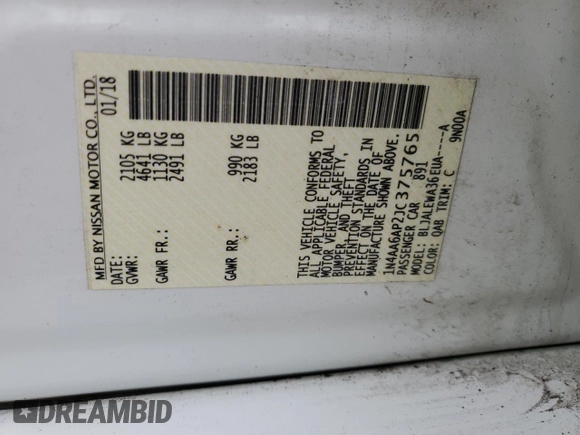 MFD BY NISSAN MOTOR CO., LTD.
DATE: 01/18
GVWR: 2105 KG
4641 LB
GAWR FR.: 1130 KG
2491 LB
GAWR RR.: 990 KG
2183 LB
THIS VEHICLE CONFORMS TO
ALL APPLICABLE FEDERAL
MOTOR VEHICLE SAFETY,
BUMPER, AND THEFT
PREVENTION STANDARDS IN
EFFECT ON THE DATE OF
MANUFACTURE SHOWN ABOVE.
1N4AA6AP2JC375765
PASSENGER CAR 891
MODEL: BLJALEWA36EUA----A
COLOR: QAB TRIM: C 9N00A
DREAMBID